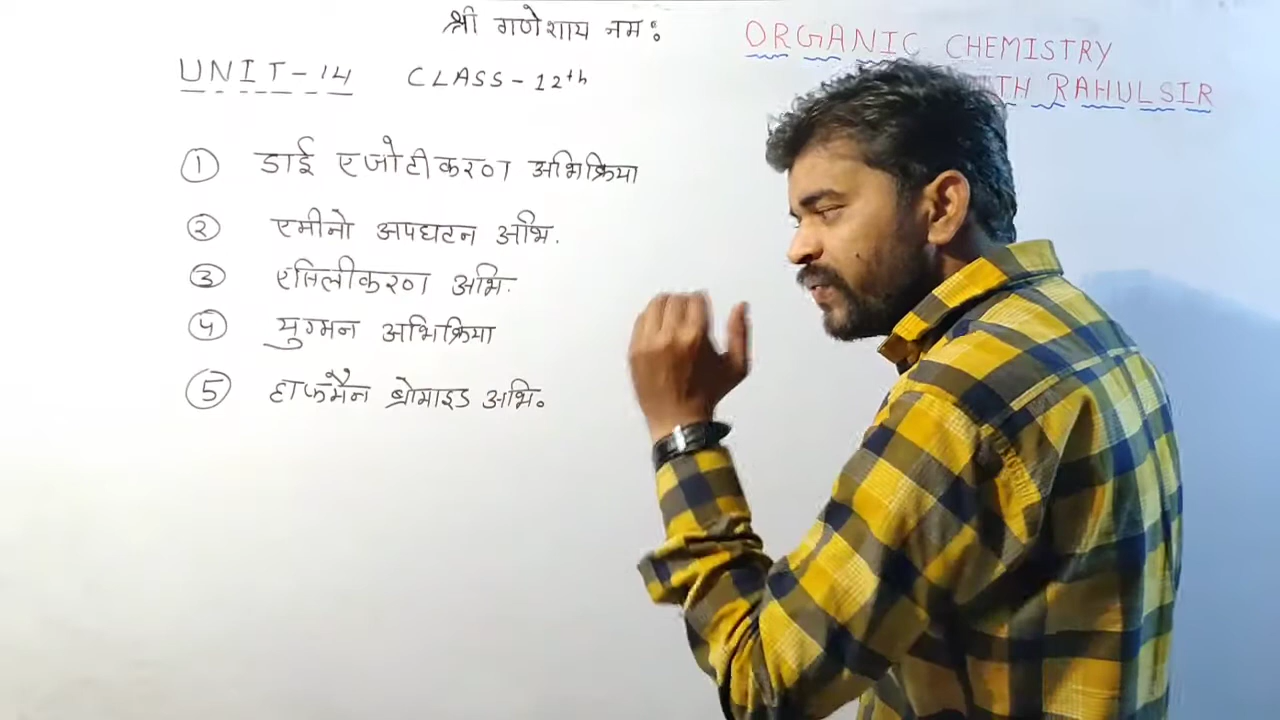 श्री गणेशाय नमः
ORGANIC CHEMISTRY
RAHULSIR
UNIT-14 CLASS-12th
① डाई एजोटीकरण अभिक्रिया
② एमीनो अपघटन अभि.
③ एसिलीकरण अभि.
④ युग्मन अभिक्रिया
⑤ हाफमैन ब्रोमाइड अभि०